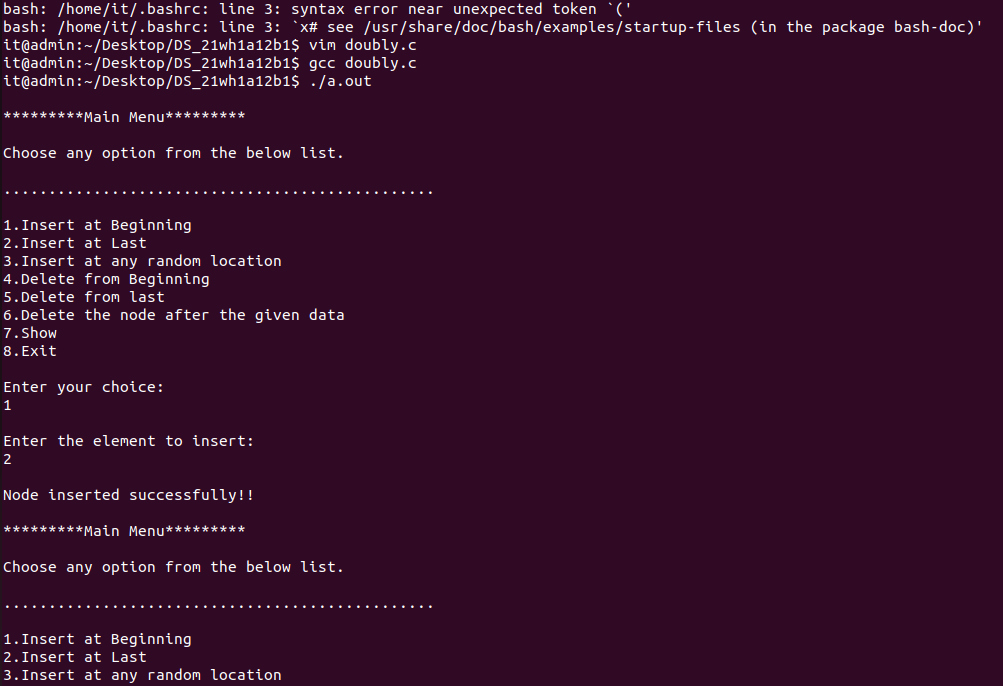 bash: /home/it/.bashrc: line 3: syntax error near unexpected token `('
bash: /home/it/.bashrc: line 3: `x# see /usr/share/doc/bash/examples/startup-files (in the package bash-doc)'
it@admin:~/Desktop/DS_21wh1a12b1$ vim doubly.c
it@admin:~/Desktop/DS_21wh1a12b1$ gcc doubly.c
it@admin:~/Desktop/DS_21wh1a12b1$ ./a.out
*********Main Menu*********
Choose any option from the below list.
................................................
1.Insert at Beginning
2.Insert at Last
3.Insert at any random location
4.Delete from Beginning
5.Delete from last
6.Delete the node after the given data
7.Show
8.Exit
Enter your choice:
1
Enter the element to insert:
2
Node inserted successfully!!
*********Main Menu*********
Choose any option from the below list.
................................................
1.Insert at Beginning
2.Insert at Last
3.Insert at any random location